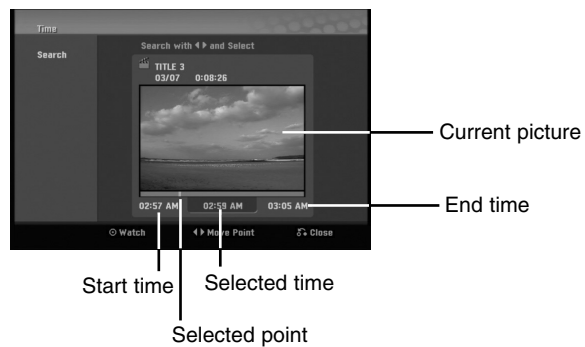 Time
Search
Search with ◀ ▶ and Select
TITLE 3
03/07 0:08:26
Current picture
02:57 AM 02:59 AM 03:05 AM
End time
⊙ Watch ◀ ▶ Move Point Close
Start time
Selected time
Selected point